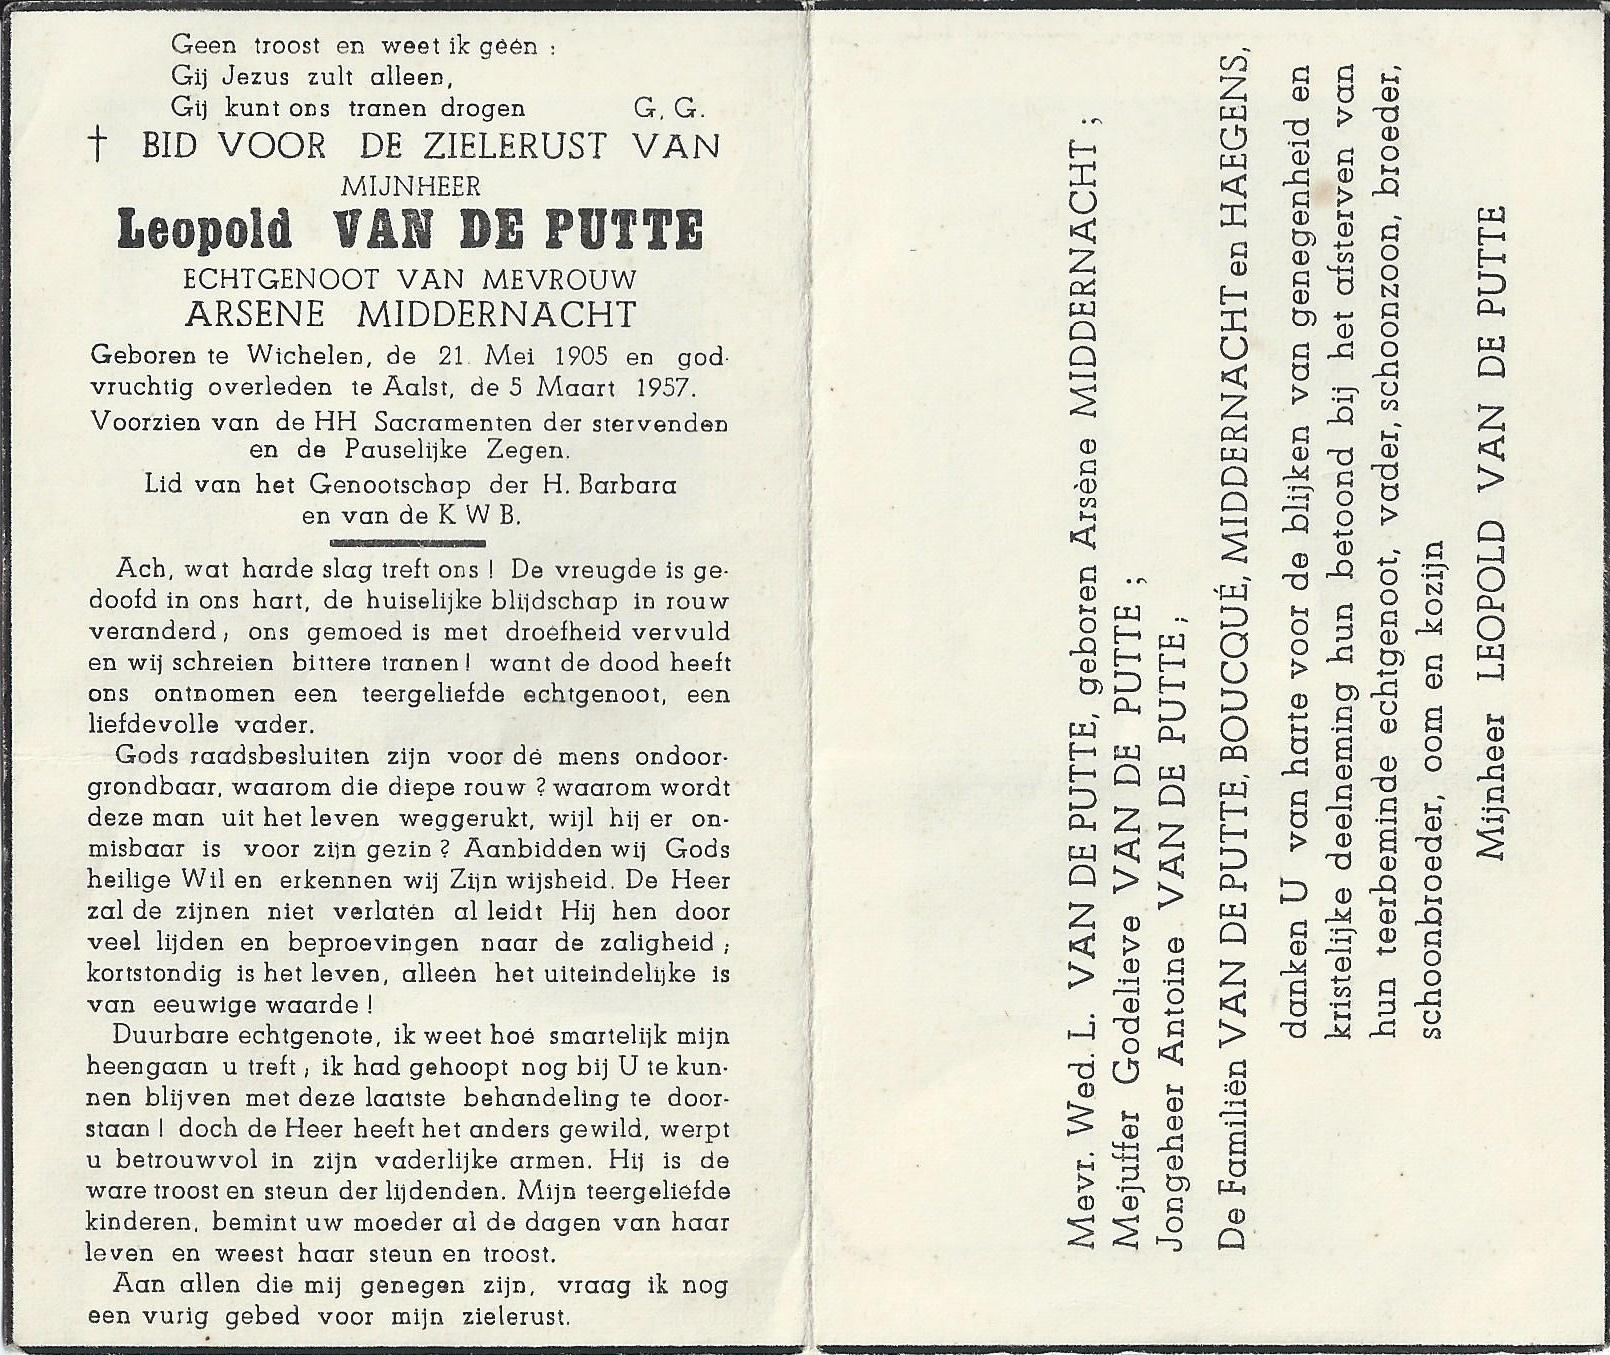 Geen troost en weet ik géén :
Gij Jezus zult alleen,
Gij kunt ons tranen drogen G. G.
† BID VOOR DE ZIELERUST VAN
MIJNHEER
Leopold VAN DE PUTTE
ECHTGENOOT VAN MEVROUW
ARSENE MIDDERNACHT
Geboren te Wichelen, de 21 Mei 1905 en god-
vruchtig overleden te Aalst, de 5 Maart 1957.
Voorzien van de HH Sacramenten der stervenden
en de Pauselijke Zegen.
Lid van het Genootschap der H. Barbara
en van de K W B.
Ach, wat harde slag treft ons ! De vreugde is ge-
doofd in ons hart, de huiselijke blijdschap in rouw
veranderd ; ons gemoed is met droefheid vervuld
en wij schreien bittere tranen ! want de dood heeft
ons ontnomen een teergeliefde echtgenoot, een
liefdevolle vader.
Gods raadsbesluiten zijn voor de mens ondoor-
grondbaar, waarom die diepe rouw ? waarom wordt
deze man uit het leven weggerukt, wijl hij er on-
misbaar is voor zijn gezin ? Aanbidden wij Gods
heilige Wil en erkennen wij Zijn wijsheid. De Heer
zal de zijnen niet verlaten al leidt Hij hen door
veel lijden en beproevingen naar de zaligheid ;
kortstondig is het leven, alleen het uiteindelijke is
van eeuwige waarde !
Duurbare echtgenote, ik weet hoe smartelijk mijn
heengaan u treft ; ik had gehoopt nog bij U te kun-
nen blijven met deze laatste behandeling te door-
staan ! doch de Heer heeft het anders gewild, werpt
u betrouwvol in zijn vaderlijke armen. Hij is de
ware troost en steun der lijdenden. Mijn teergeliefde
kinderen, bemint uw moeder al de dagen van haar
leven en weest haar steun en troost.
Aan allen die mij genegen zijn, vraag ik nog
een vurig gebed voor mijn zielerust.
Mevr. Wed. L. VAN DE PUTTE, geboren Arsène MIDDERNACHT ;
Mejuffer Godelieve VAN DE PUTTE ;
Jongeheer Antoine VAN DE PUTTE ;
De Familiën VAN DE PUTTE, BOUCQUÉ, MIDDERNACHT en HAEGENS,
danken U van harte voor de blijken van genegenheid en
kristelijke deelneming hun betoond bij het afsterven van
hun teerbeminde echtgenoot, vader, schoonzoon, broeder,
schoonbroeder, oom en kozijn
Mijnheer LEOPOLD VAN DE PUTTE